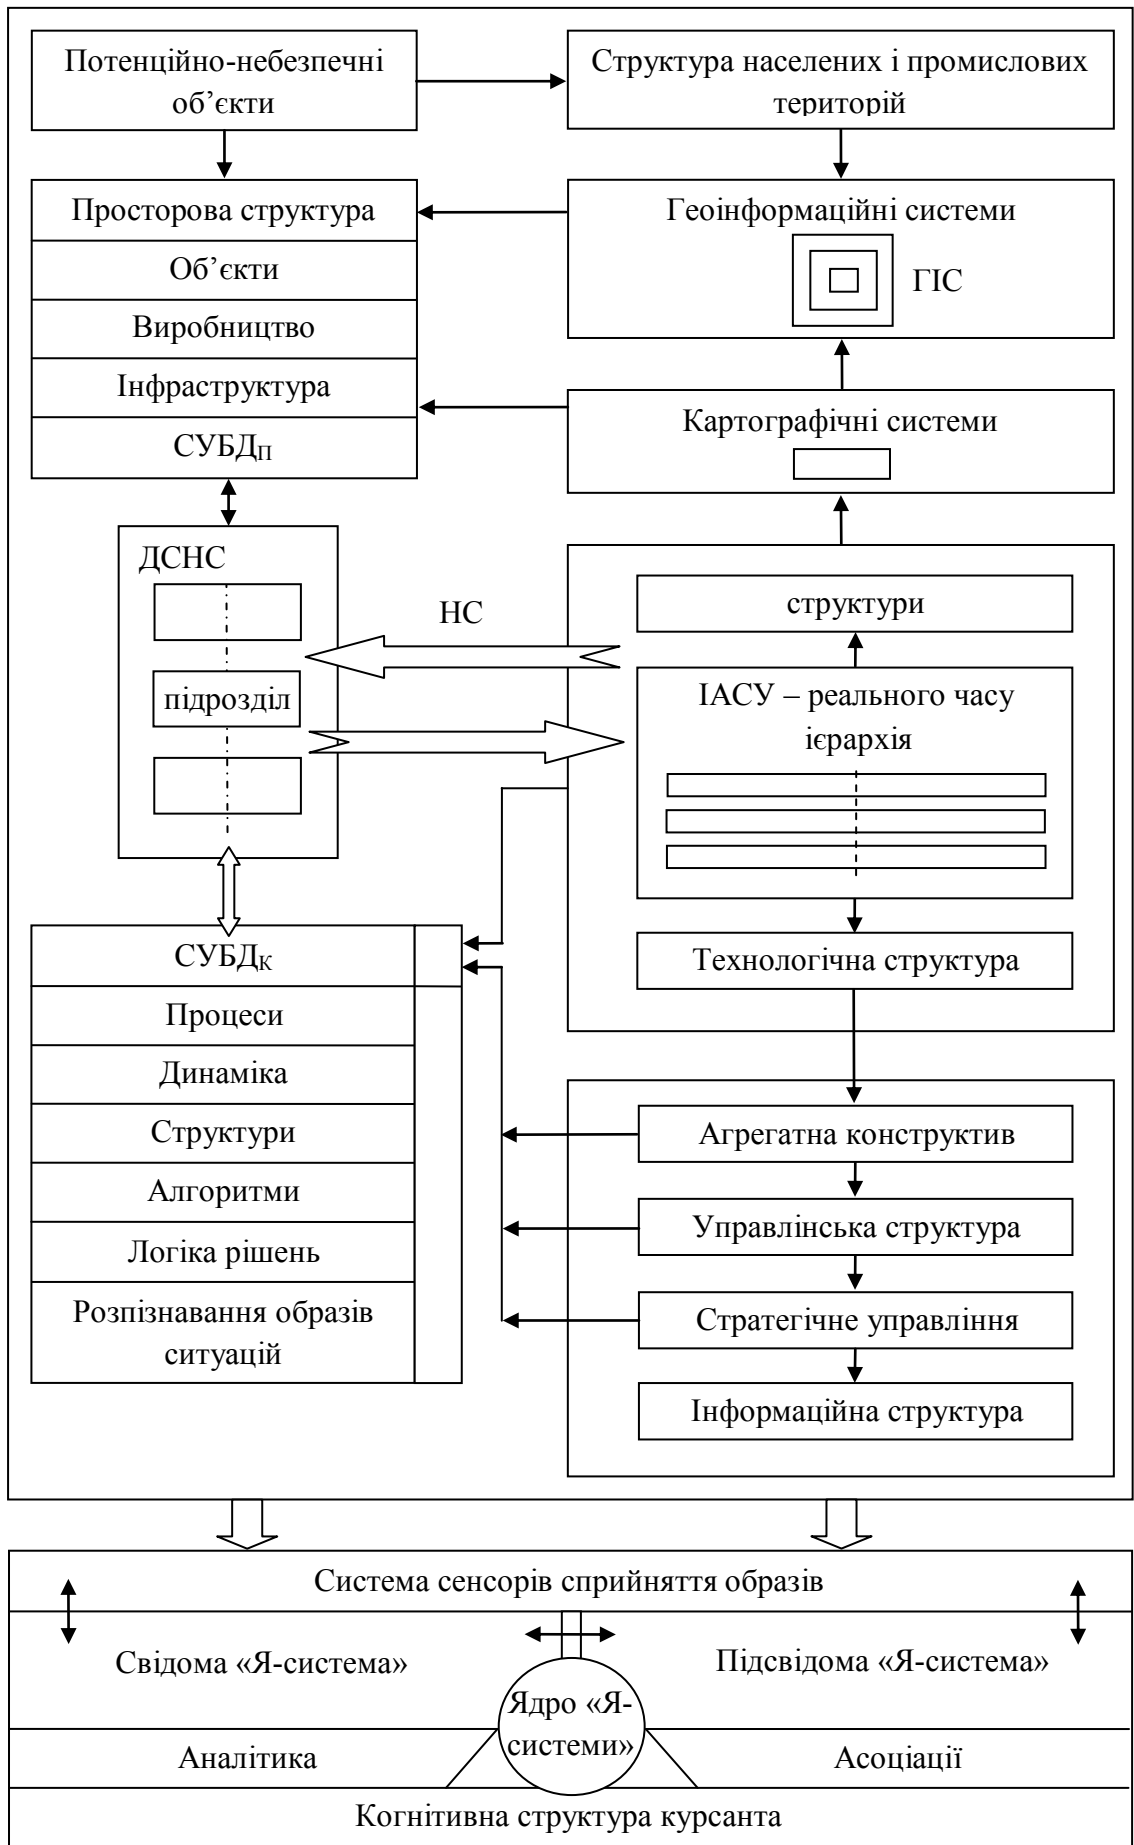 Потенційно-небезпечні
об’єкти
Структура населених і промислових
територій
Просторова структура
Об’єкти
Виробництво
Інфраструктура
СУБДП
Геоінформаційні системи
ГІС
Картографічні системи
ДСНС
підрозділ
НС
структури
ІАСУ – реального часу
ієрархія
Технологічна структура
СУБДК
Процеси
Динаміка
Структури
Алгоритми
Логіка рішень
Розпізнавання образів
ситуацій
Агрегатна конструктив
Управлінська структура
Стратегічне управління
Інформаційна структура
Система сенсорів сприйняття образів
Свідома «Я-система»
Підсвідома «Я-система»
Ядро «Я-
системи»
Аналітика
Асоціації
Когнітивна структура курсанта